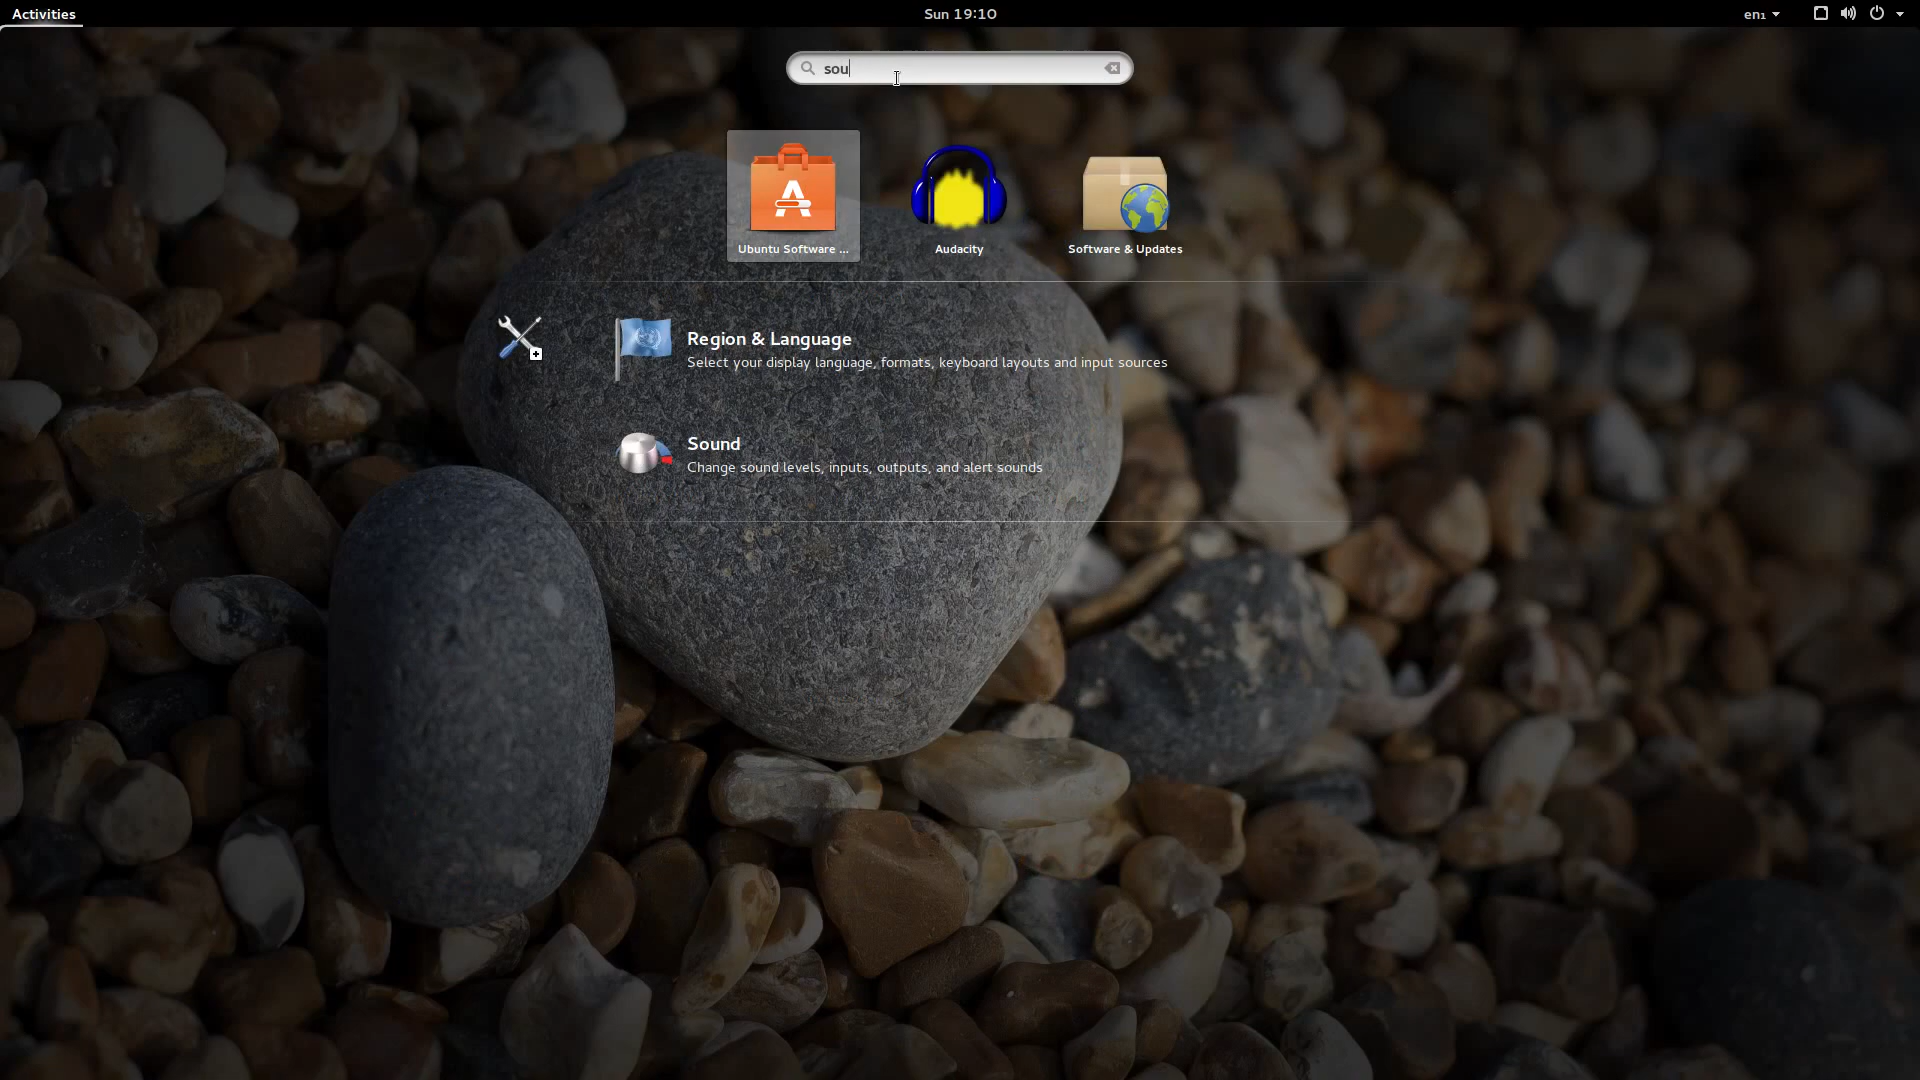 Activities
Sun 19:10
en₁
sou
Ubuntu Software ...
Audacity
Software & Updates
Region & Language
Select your display language, formats, keyboard layouts and input sources
Sound
Change sound levels, inputs, outputs, and alert sounds